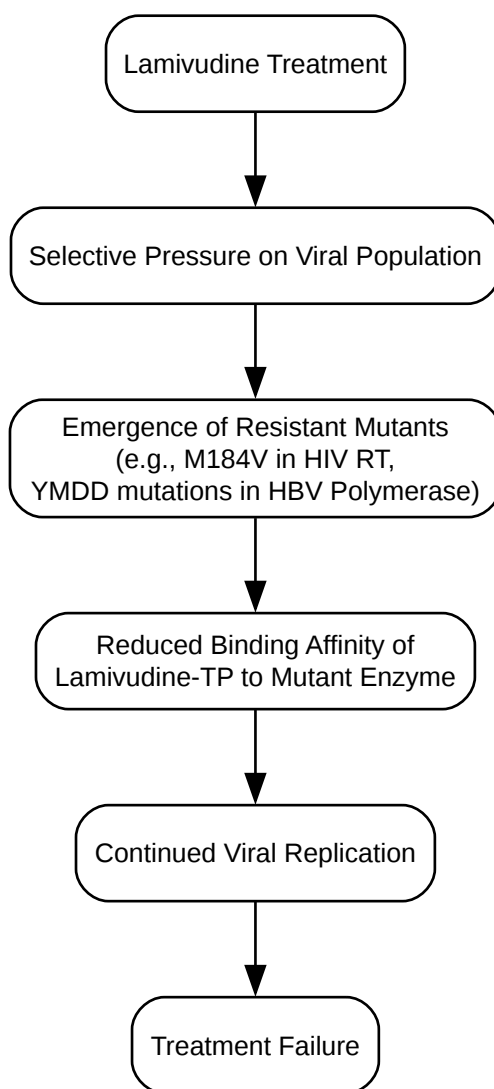 Lamivudine Treatment
Selective Pressure on Viral Population
Emergence of Resistant Mutants
(e.g., M184V in HIV RT,
YMDD mutations in HBV Polymerase)
Reduced Binding Affinity of
Lamivudine-TP to Mutant Enzyme
Continued Viral Replication
Treatment Failure